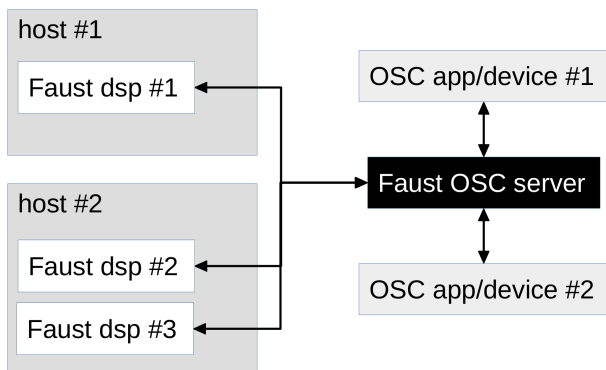 host #1
Faust dsp #1
host #2
Faust dsp #2
Faust dsp #3
OSC app/device #1
Faust OSC server
OSC app/device #2